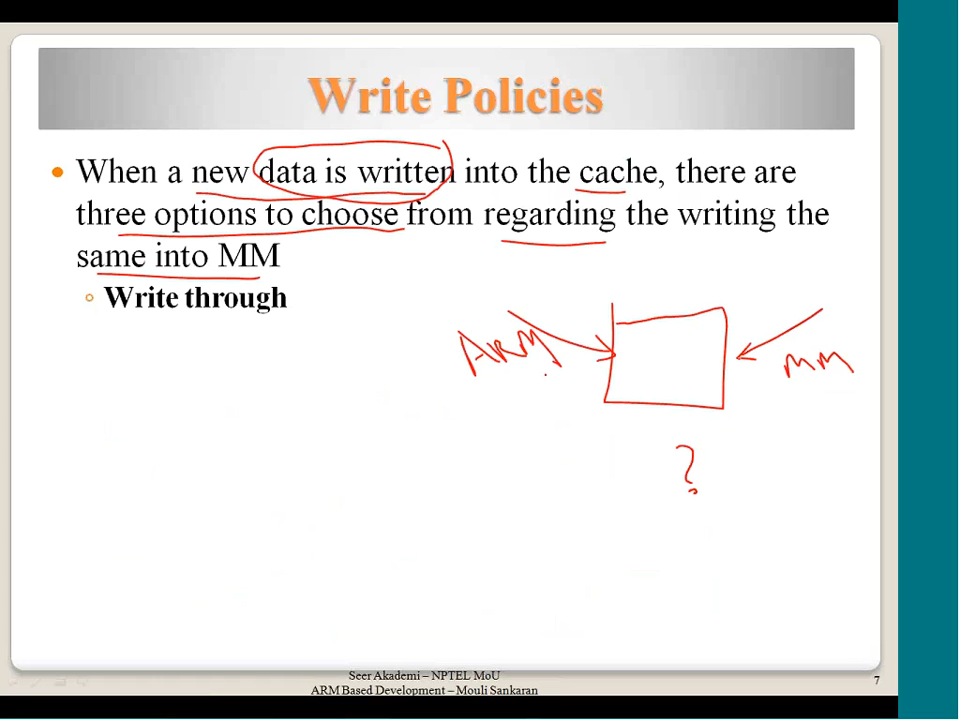 Write Policies
When a new data is written into the cache, there are
three options to choose from regarding the writing the
same into MM
Write through
ARM
MM
?
Seer Akademi – NPTEL MoU
ARM Based Development – Mouli Sankaran
7